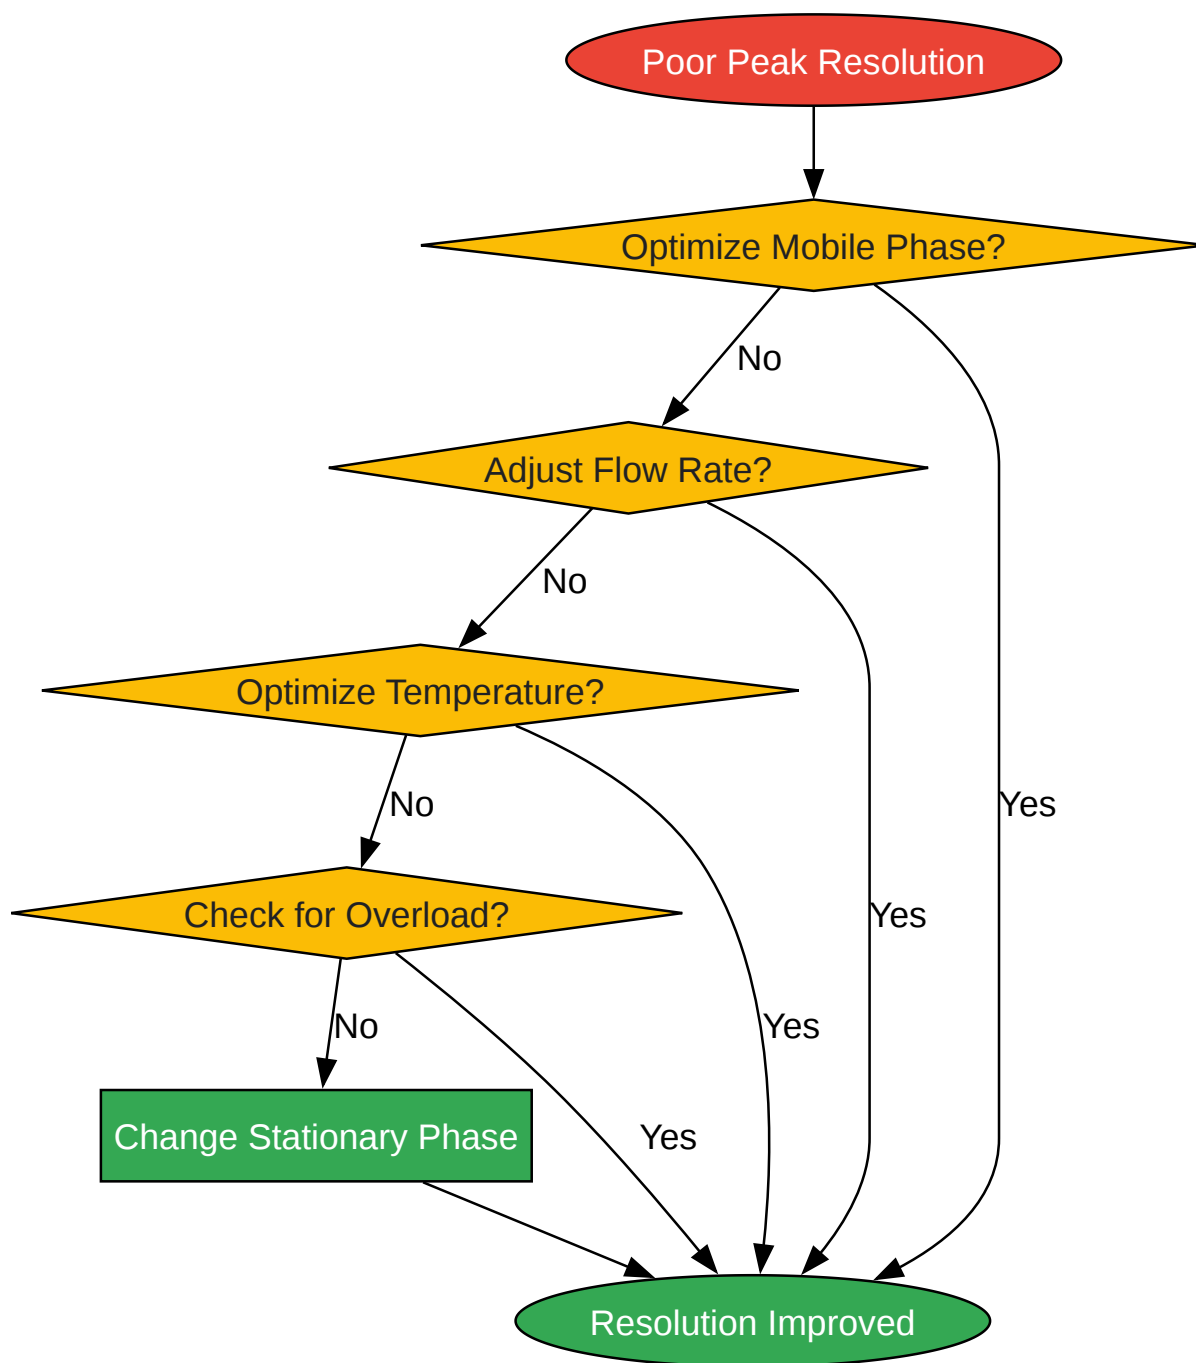 Poor Peak Resolution
Optimize Mobile Phase?
No
Adjust Flow Rate?
No
Optimize Temperature?
No
Yes
Check for Overload?
Yes
No
Yes
Change Stationary Phase
Yes
Resolution Improved